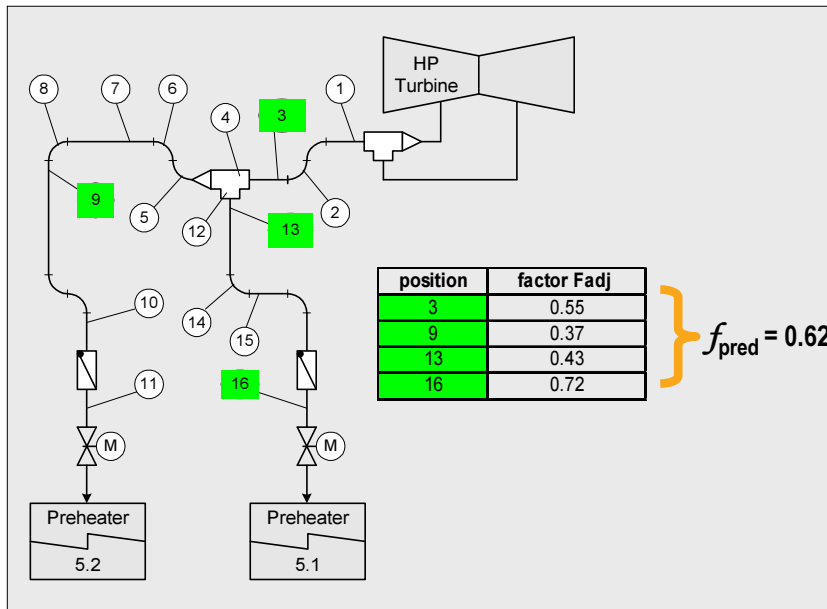 HP
Turbine
8
7
6
4
3
1
9
5
12
13
2
10
14
15
11
16
M
M
Preheater
5.2
Preheater
5.1
position factor Fadj
3 0.55
9 0.37
13 0.43
16 0.72
fpred = 0.62